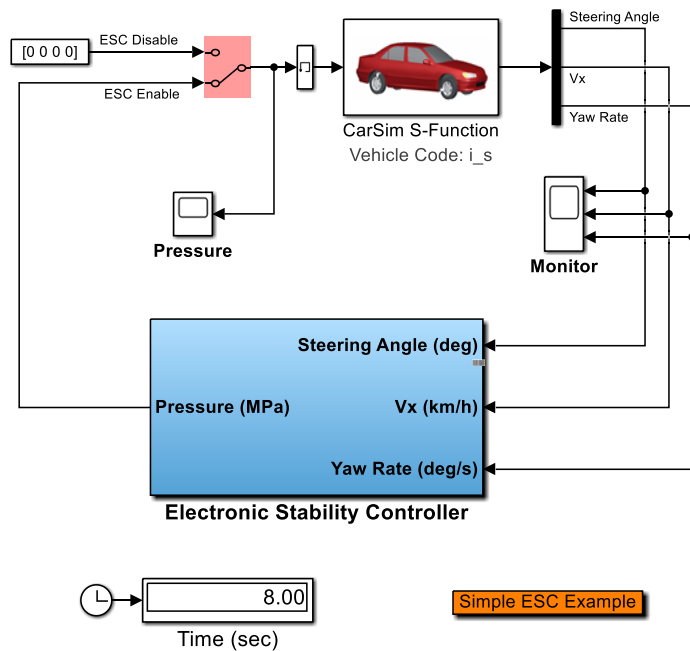 ESC Disable
[0 0 0 0]
ESC Enable
CarSim S-Function
Vehicle Code: i_s
Steering Angle
Vx
Yaw Rate
Pressure
Monitor
Steering Angle (deg)
Pressure (MPa)
Vx (km/h)
Yaw Rate (deg/s)
Electronic Stability Controller
8.00
Time (sec)
Simple ESC Example